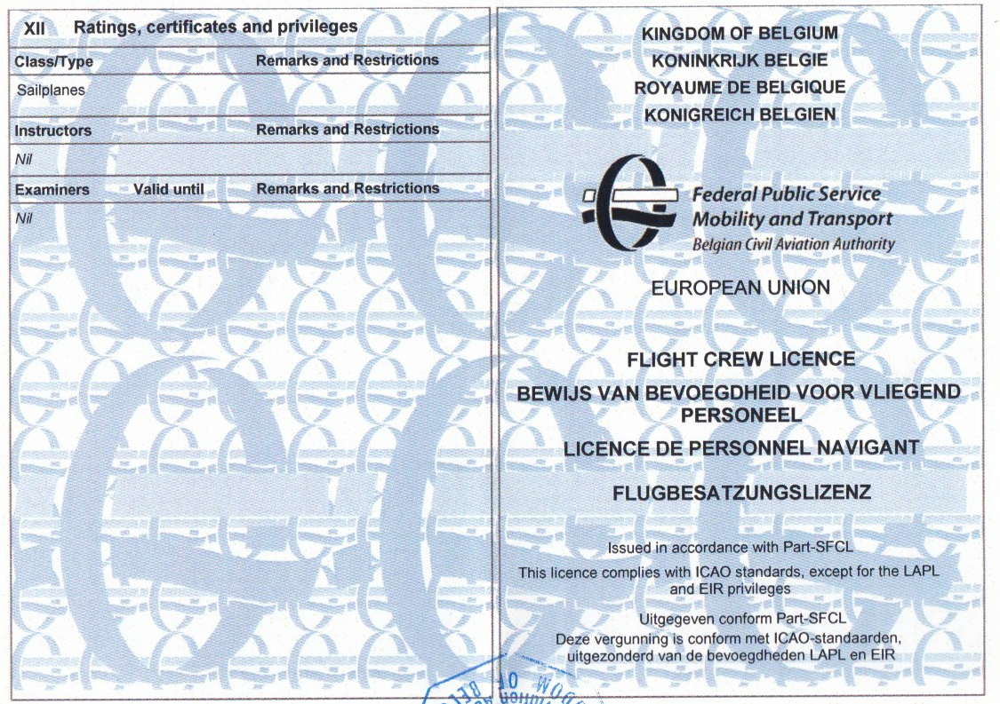 XII Ratings, certificates and privileges
Class/Type Remarks and Restrictions
Sailplanes
Instructors Remarks and Restrictions
Nil
Examiners Valid until Remarks and Restrictions
Nil
KINGDOM OF BELGIUM
KONINKRIJK BELGIE
ROYAUME DE BELGIQUE
KONIGREICH BELGIEN
Federal Public Service
Mobility and Transport
Belgian Civil Aviation Authority
EUROPEAN UNION
FLIGHT CREW LICENCE
BEWIJS VAN BEVOEGDHEID VOOR VLIEGEND
PERSONEEL
LICENCE DE PERSONNEL NAVIGANT
FLUGBESATZUNGSLIZENZ
Issued in accordance with Part-SFCL
This licence complies with ICAO standards, except for the LAPL
and EIR privileges
Uitgegeven conform Part-SFCL
Deze vergunning is conform met ICAO-standaarden,
uitgezonderd van de bevoegdheden LAPL en EIR
OF